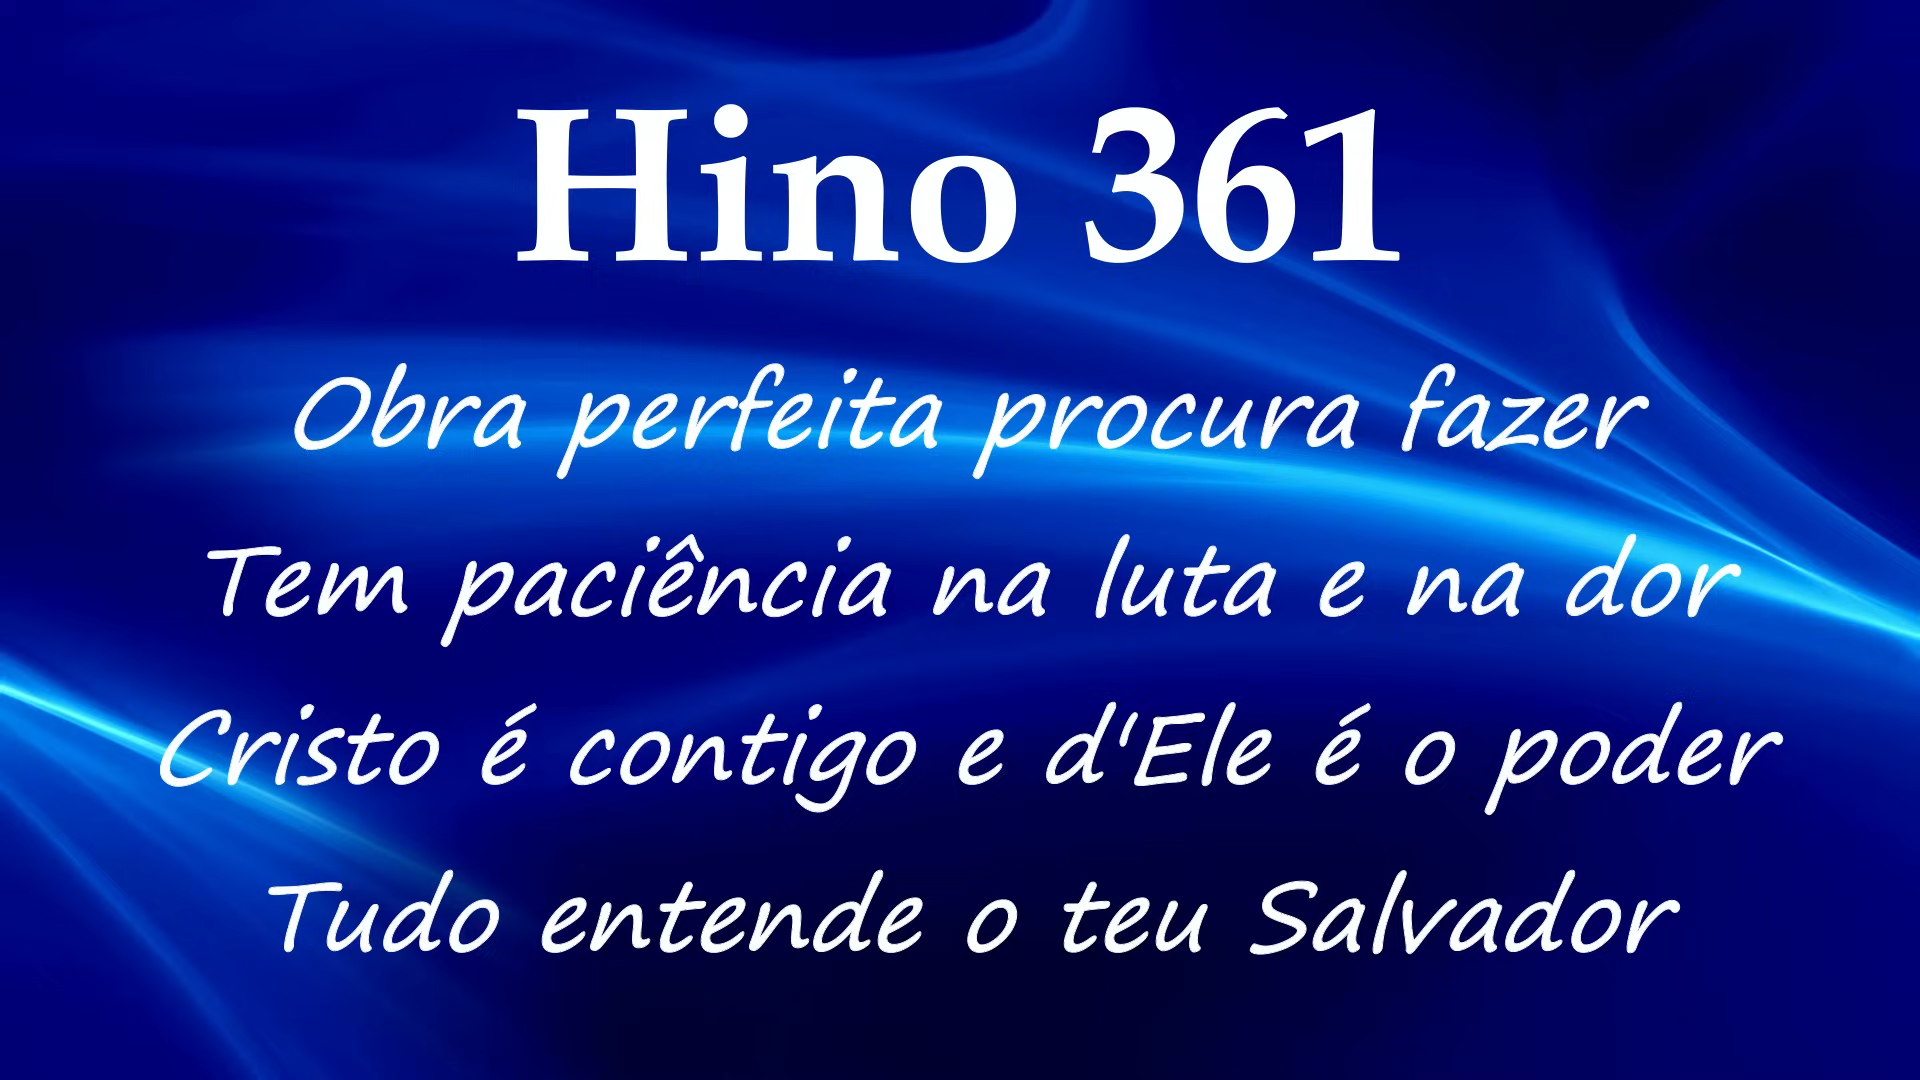 Hino 361
Obra perfeita procura fazer
Tem paciência na luta e na dor
Cristo é contigo e d'Ele é o poder
Tudo entende o teu Salvador